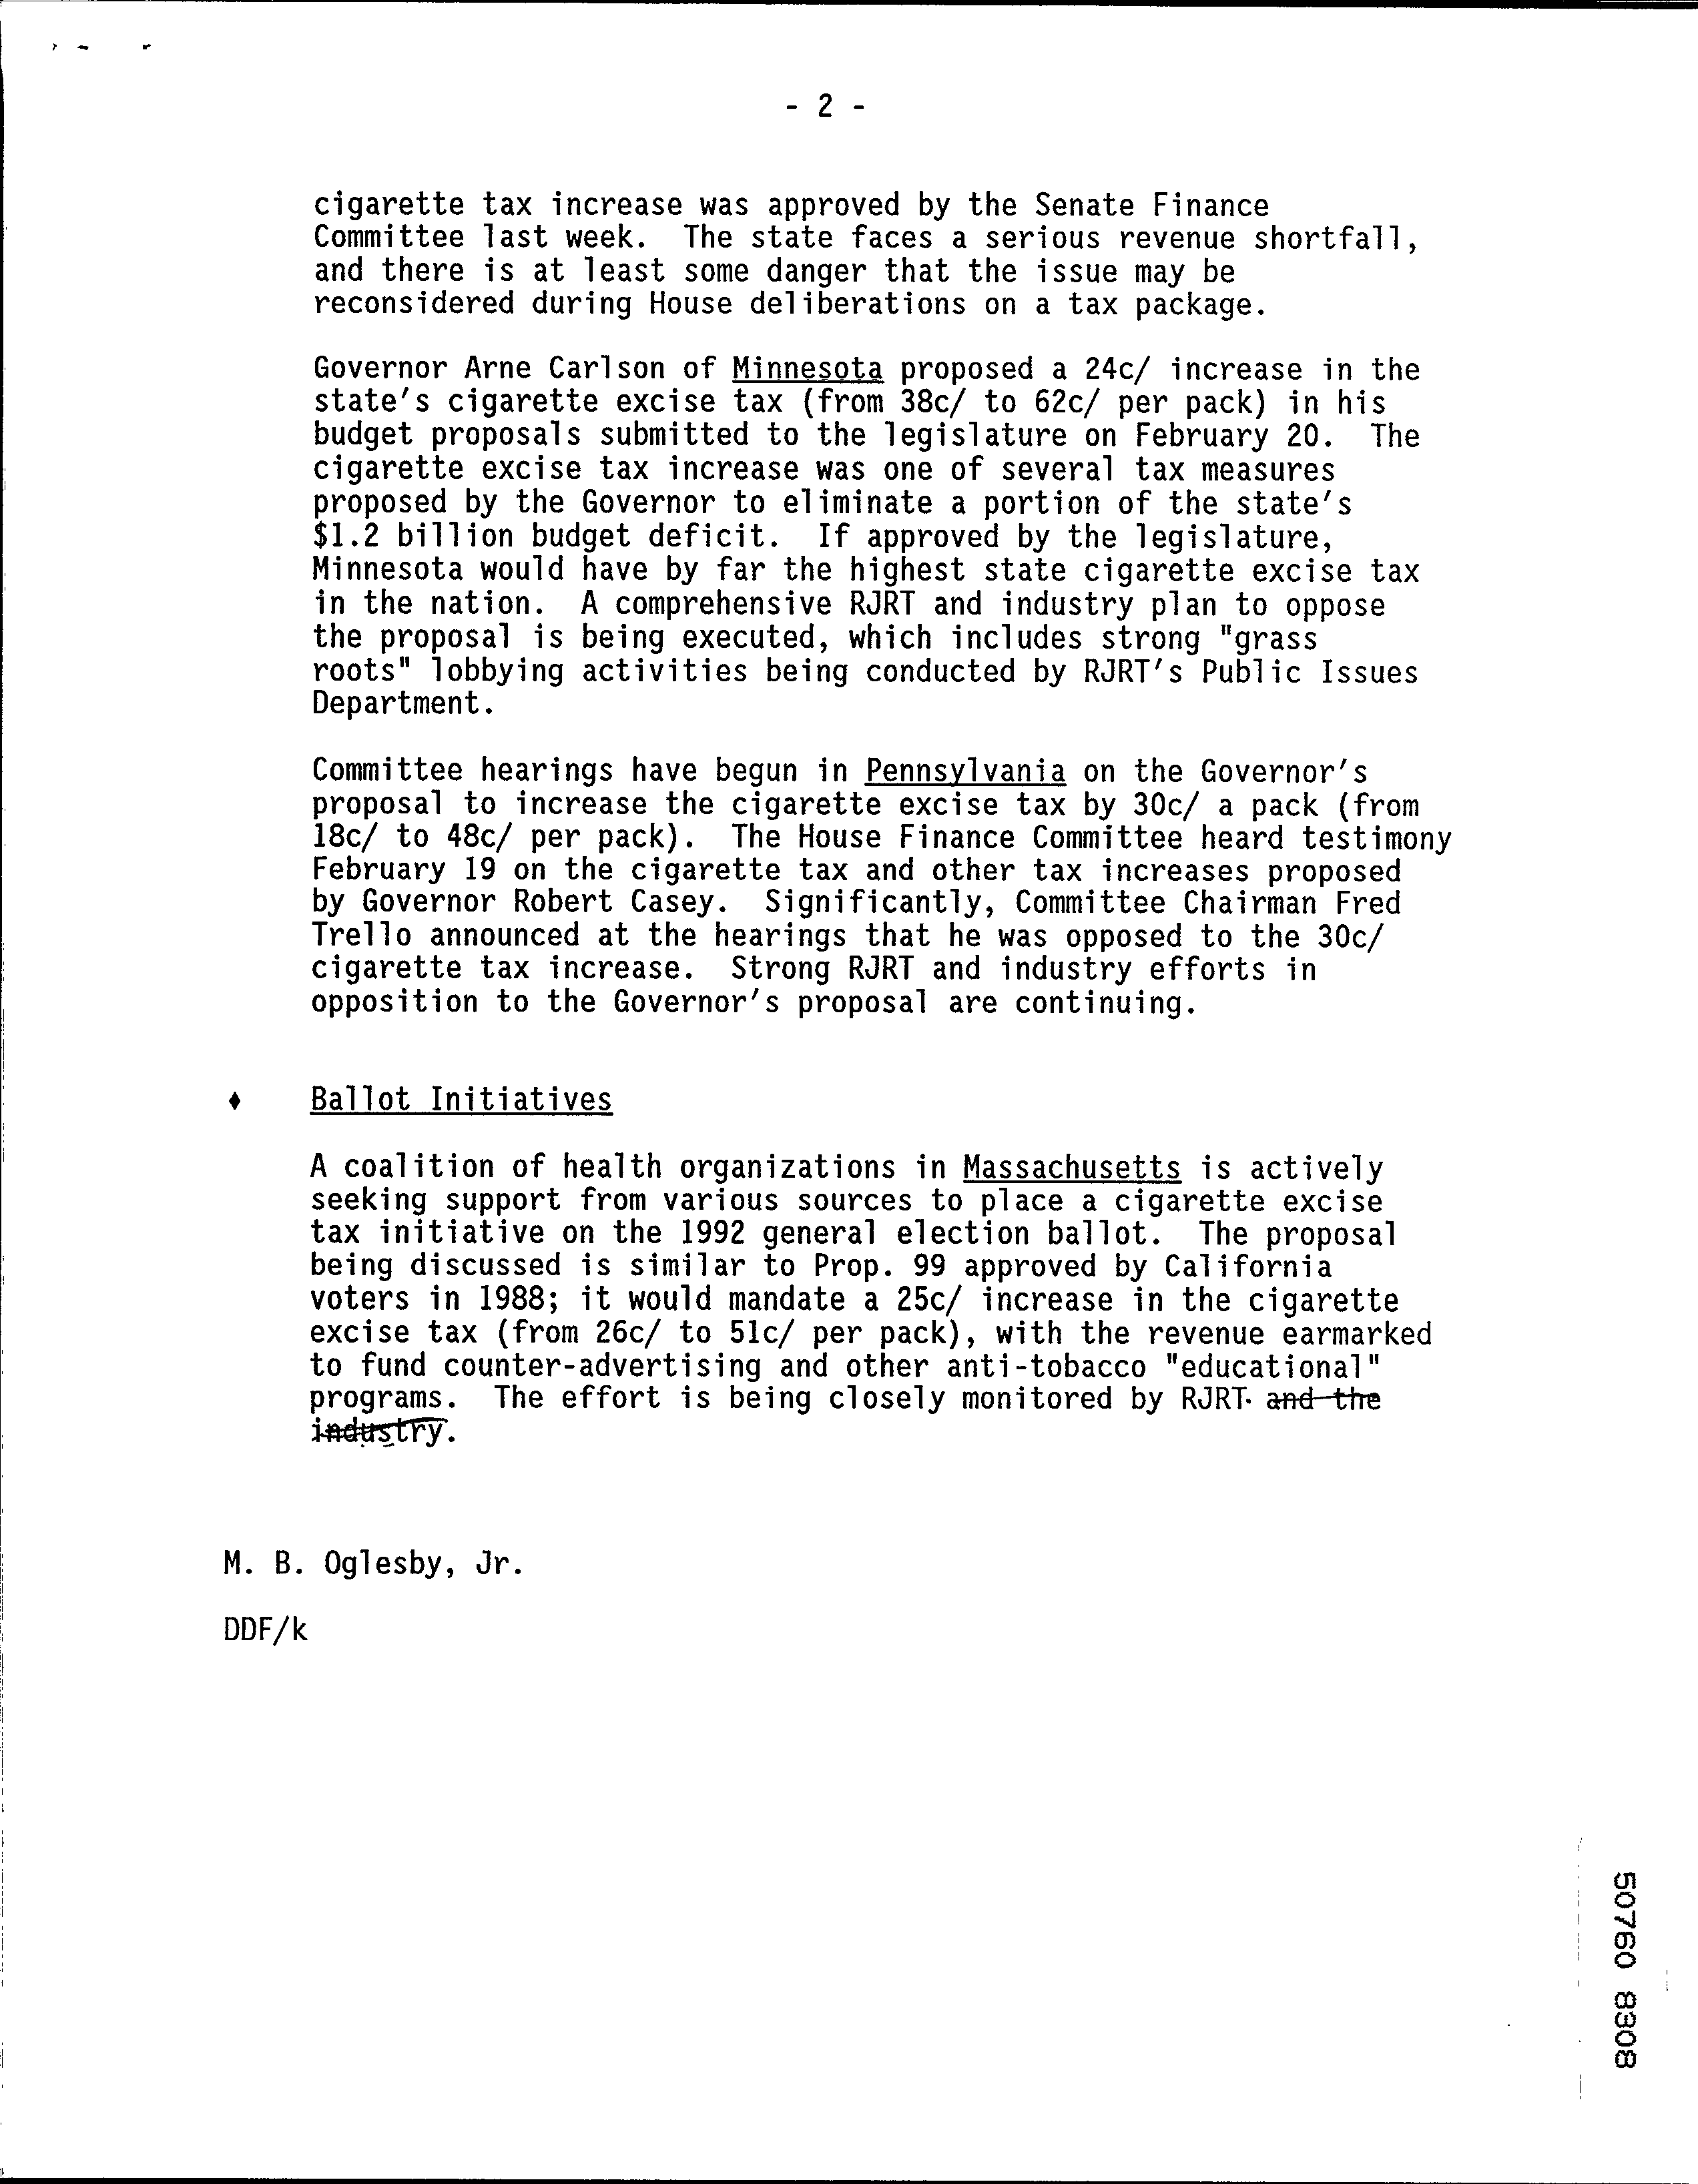 - 2 -
cigarette tax increase was approved by the Senate Finance
Committee last week. The state faces a serious revenue shortfall,
and there is at least some danger that the issue may be
reconsidered during House deliberations on a tax package.
Governor Arne Carlson of Minnesota proposed a 24c/ increase in the
state's cigarette excise tax (from 38c/ to 62c/ per pack) in his
budget proposals submitted to the legislature on February 20. The
cigarette excise tax increase was one of several tax measures
proposed by the Governor to eliminate a portion of the state's
$1.2 billion budget deficit. If approved by the legislature,
Minnesota would have by far the highest state cigarette excise tax
in the nation. A comprehensive RJRT and industry plan to oppose
the proposal is being executed, which includes strong "grass
roots" lobbying activities being conducted by RJRT's Public Issues
Department.
Committee hearings have begun in Pennsylvania on the Governor's
proposal to increase the cigarette excise tax by 30c/ a pack (from
18c/ to 48c/ per pack). The House Finance Committee heard testimony
February 19 on the cigarette tax and other tax increases proposed
by Governor Robert Casey. Significantly, Committee Chairman Fred
Trello announced at the hearings that he was opposed to the 30c/
cigarette tax increase. Strong RJRT and industry efforts in
opposition to the Governor's proposal are continuing.
♦ Ballot Initiatives
A coalition of health organizations in Massachusetts is actively
seeking support from various sources to place a cigarette excise
tax initiative on the 1992 general election ballot. The proposal
being discussed is similar to Prop. 99 approved by California
voters in 1988; it would mandate a 25c/ increase in the cigarette
excise tax (from 26c/ to 51c/ per pack), with the revenue earmarked
to fund counter-advertising and other anti-tobacco "educational"
programs. The effort is being closely monitored by RJRT. and the
industry.
M. B. Oglesby, Jr.
DDF/k
50760 8308